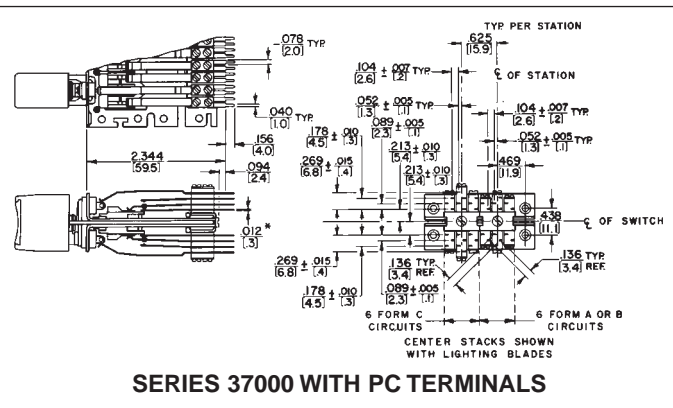 TYP. PER STATION
.625
[15.9]
.078 TYP.
[2.0]
.104 ± .007 TYP.
[2.6] [.2]
℄ OF STATION
.052 ± .005 TYP.
[1.3] [.1]
.104 ± .007 TYP.
[2.6] [.2]
.040 TYP.
[1.0]
.089 ± .005
[2.3] [.1]
.178 ± .010
[4.5] [.3]
.052 ± .005 TYP.
[1.3] [.1]
.156
[4.0]
.213 ± .010
[5.4] [.3]
2.344
[59.5]
.269 ± .015
[6.8] [.4]
.213 ± .010
[5.4] [.3]
.469
[11.9]
.094
[2.4]
.438
[11.1]
℄ OF SWITCH
.012 *
[.3]
.269 ± .015
[6.8] [.4]
.136 TYP.
[3.4] REF.
.136 TYP.
[3.4] REF.
.178 ± .010
[4.5] [.3]
.089 ± .005
[2.3] [.1]
6 FORM C
CIRCUITS
6 FORM A OR B
CIRCUITS
CENTER STACKS SHOWN
WITH LIGHTING BLADES
SERIES 37000 WITH PC TERMINALS